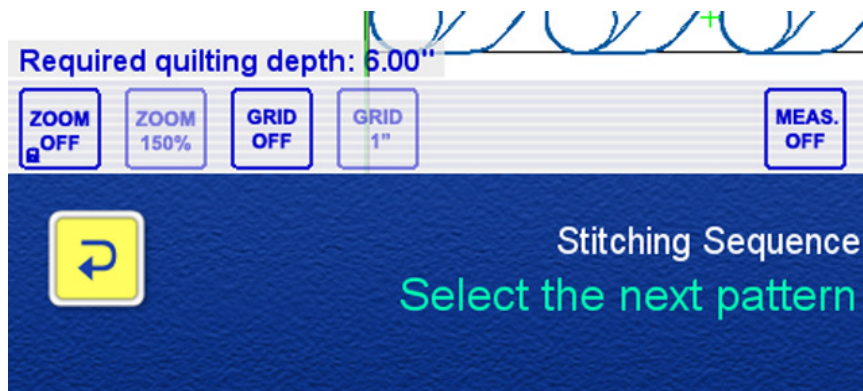 Required quilting depth: 6.00"
ZOOM
OFF
ZOOM
150%
GRID
OFF
GRID
1”
MEAS.
OFF
Stitching Sequence
Select the next pattern